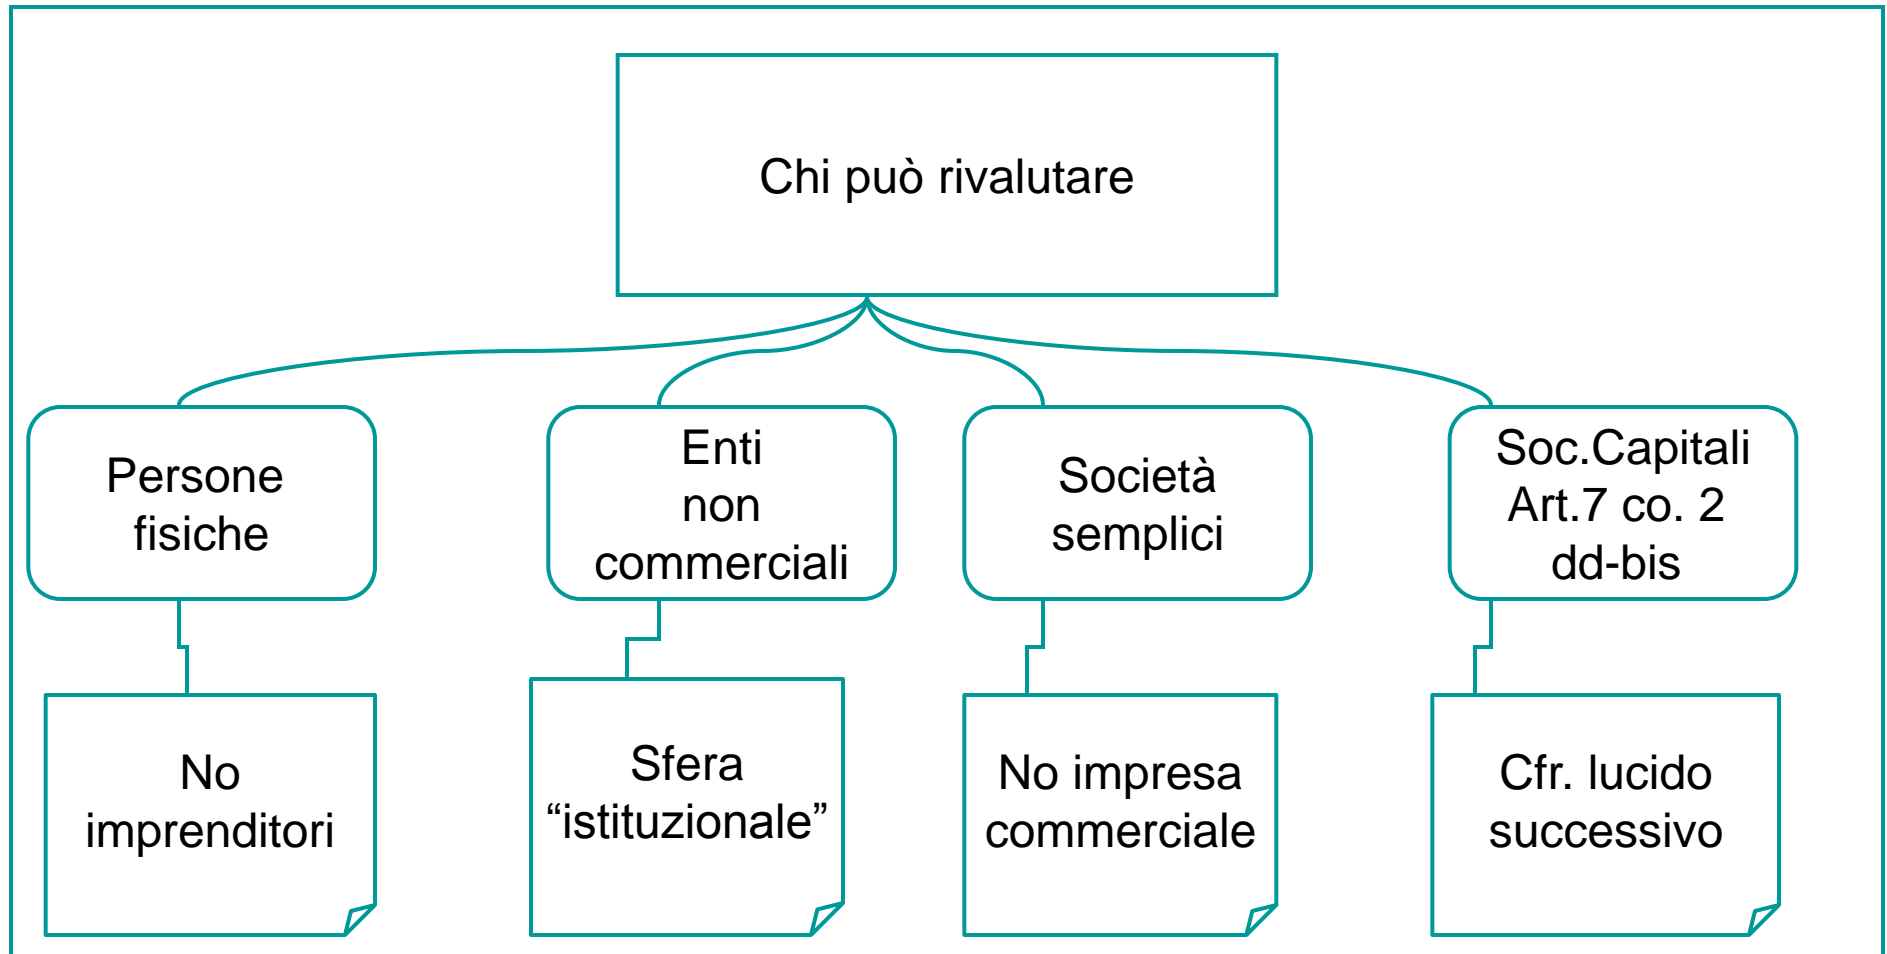 Chi può rivalutare
Persone
fisiche
Enti
non
commerciali
Società
semplici
Soc.Capitali
Art.7 co. 2
dd-bis
No
imprenditori
Sfera
“istituzionale”
No impresa
commerciale
Cfr. lucido
successivo